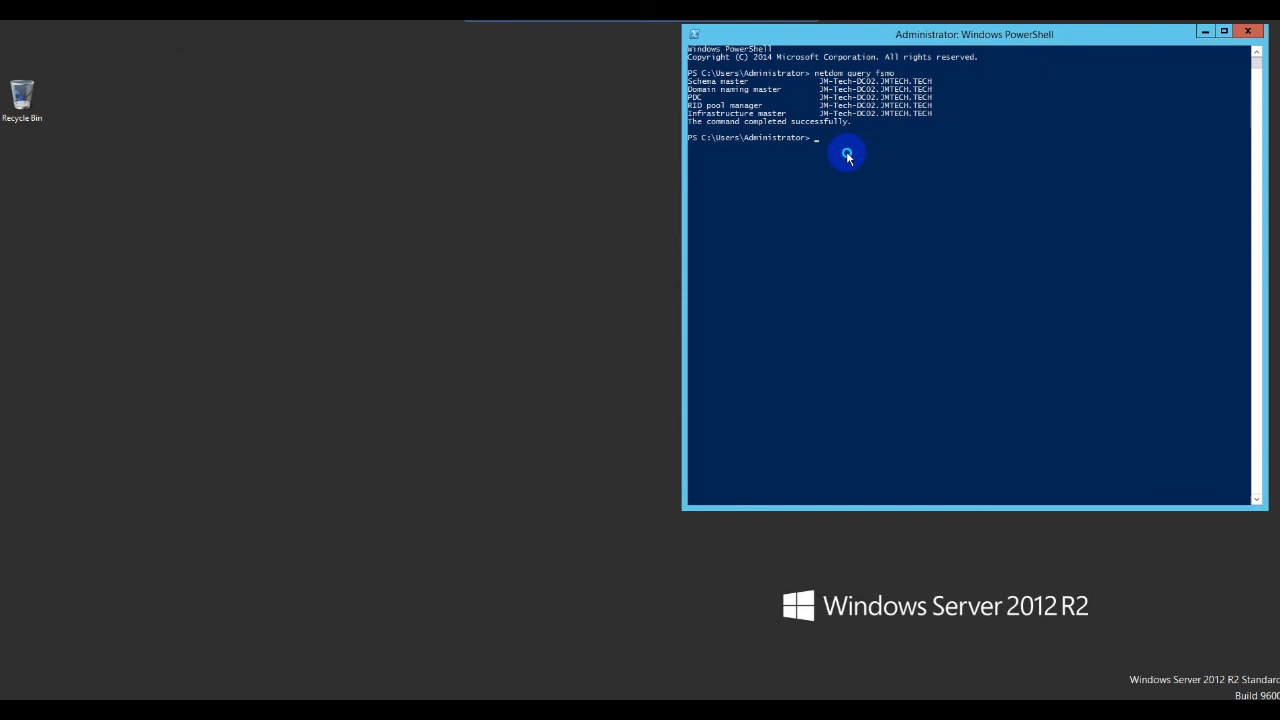 Administrator: Windows PowerShell
Windows PowerShell
Copyright (C) 2014 Microsoft Corporation. All rights reserved.
PS C:\Users\Administrator> netdom query fsmo
Schema master JM-Tech-DC02.JMTECH.TECH
Domain naming master JM-Tech-DC02.JMTECH.TECH
PDC JM-Tech-DC02.JMTECH.TECH
RID pool manager JM-Tech-DC02.JMTECH.TECH
Infrastructure master JM-Tech-DC02.JMTECH.TECH
The command completed successfully.
PS C:\Users\Administrator> _
Recycle Bin
Windows Server 2012 R2
Windows Server 2012 R2 Standard
Build 9600